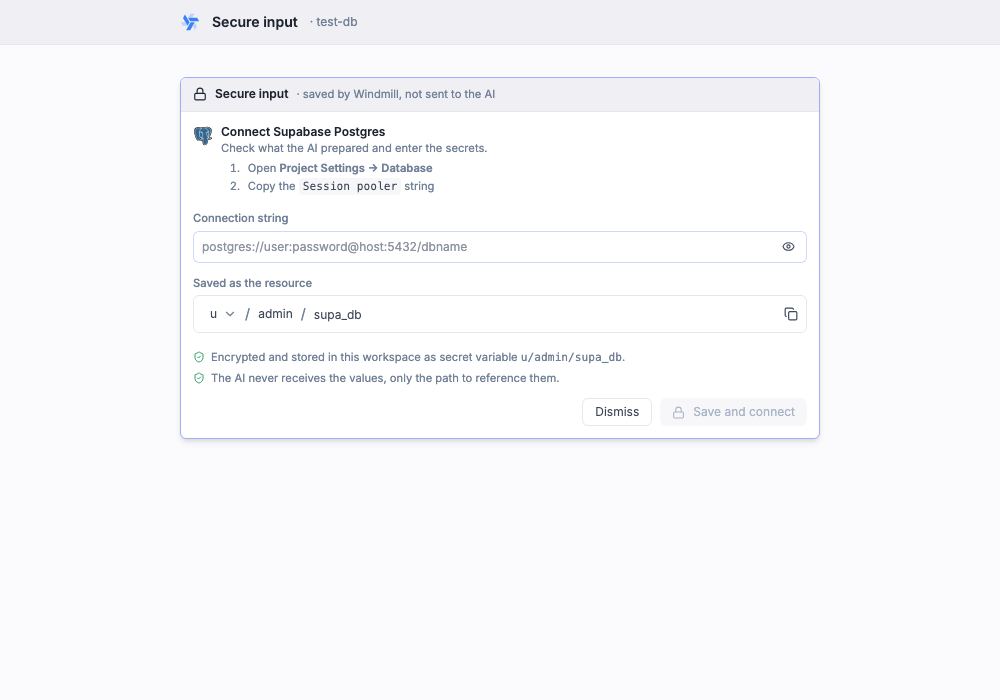 Secure input · test-db
Secure input · saved by Windmill, not sent to the AI
Connect Supabase Postgres
Check what the AI prepared and enter the secrets.
1. Open Project Settings → Database
2. Copy the Session pooler string
Connection string
postgres://user:password@host:5432/dbname
Saved as the resource
u / admin / supa_db
Encrypted and stored in this workspace as secret variable u/admin/supa_db.
The AI never receives the values, only the path to reference them.
Dismiss Save and connect